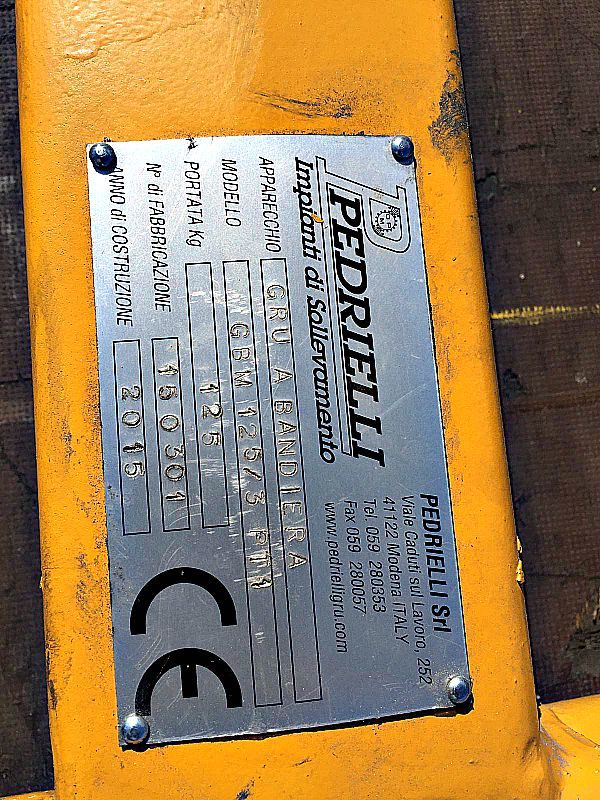 PEDRIELLI
Impianti di Sollevamento
PEDRIELLI Srl
Viale Caduti sul Lavoro, 252
41122 Modena ITALY
Tel. 059 280353
Fax 059 280057
www.pedrielligru.com
APPARECCHIO GRU A BANDIERA
MODELLO GBM 125/3 PT1
PORTATA Kg 125
N° di FABBRICAZIONE 150301
ANNO di COSTRUZIONE 2015
CE